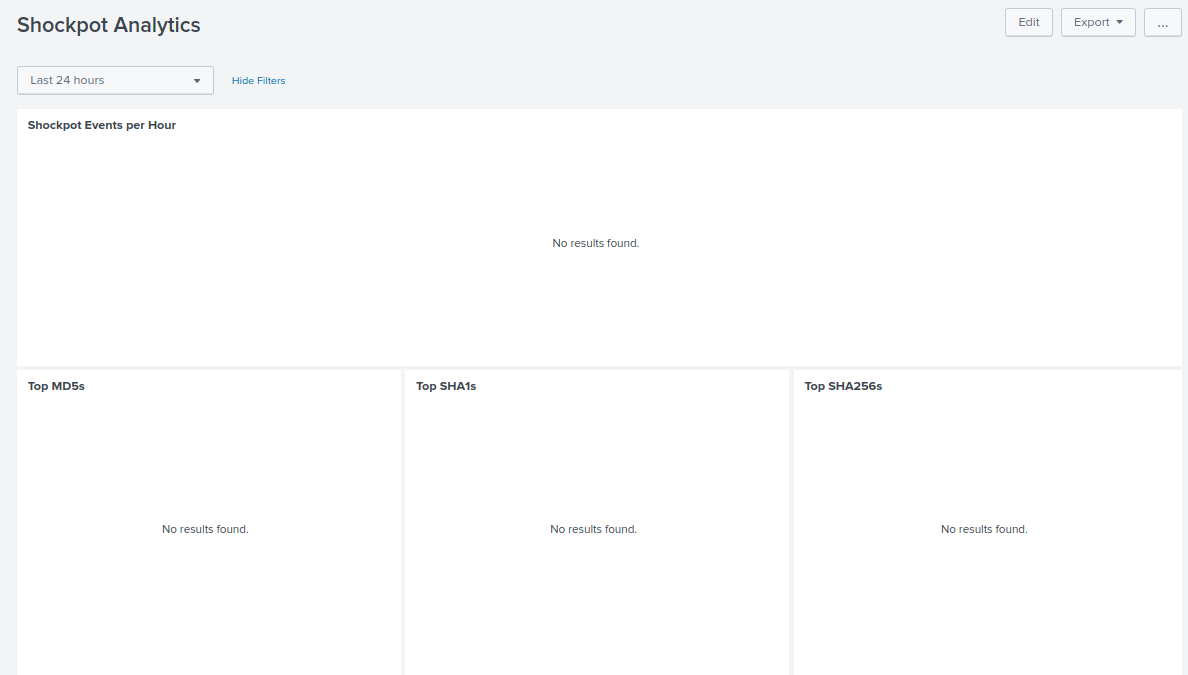 Shockpot Analytics
Edit
Export
...
Last 24 hours
Hide Filters
Shockpot Events per Hour
No results found.
Top MD5s
Top SHA1s
Top SHA256s
No results found.
No results found.
No results found.